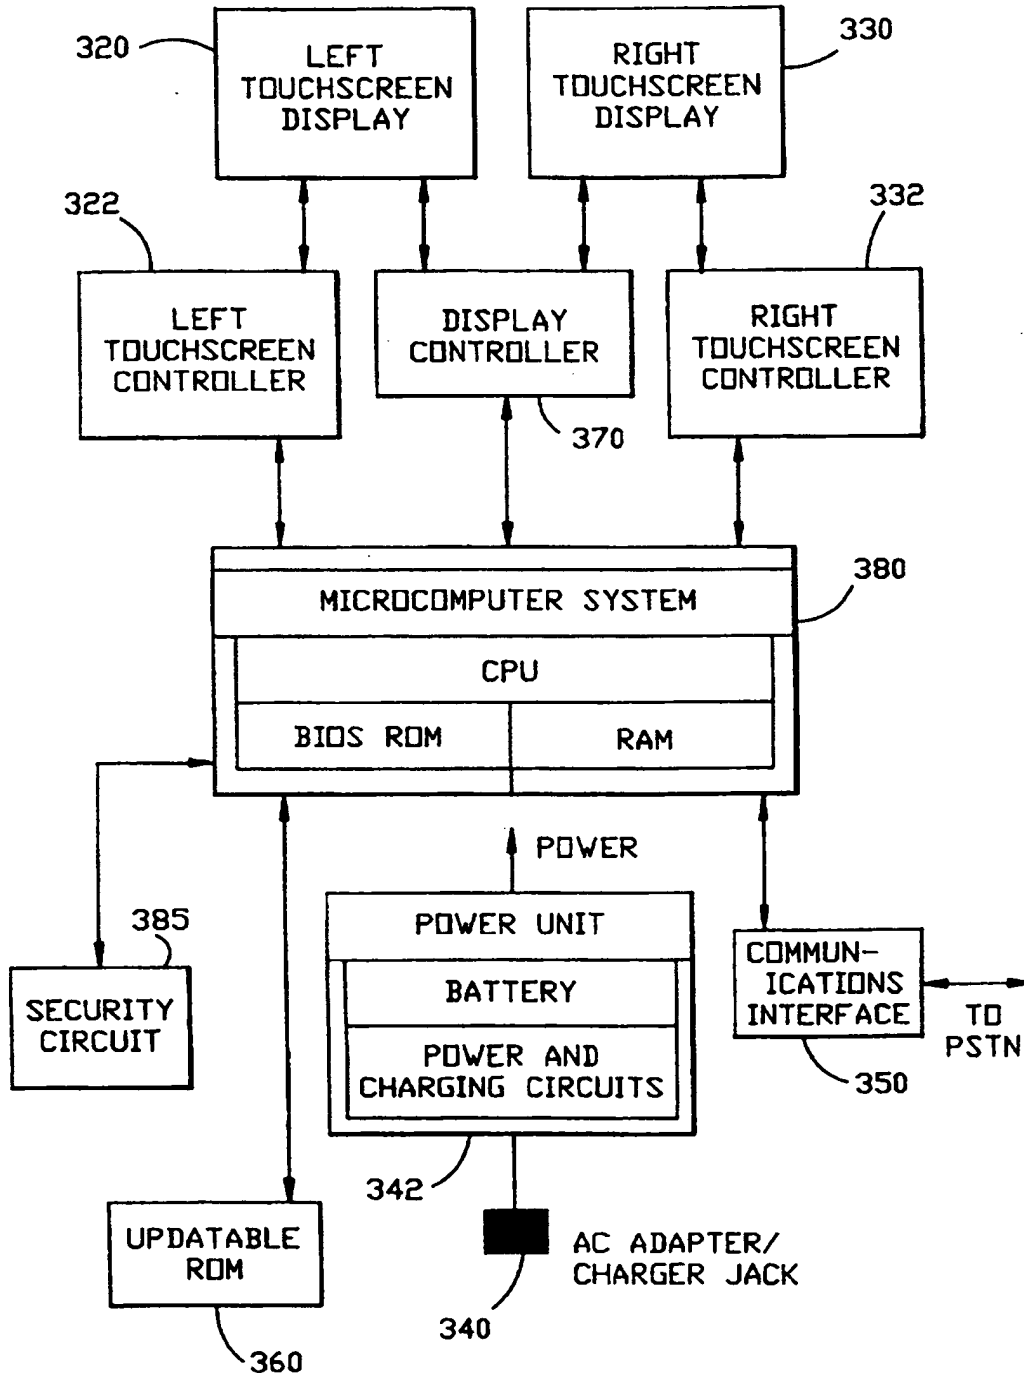 320
LEFT
TOUCHSCREEN
DISPLAY
RIGHT
TOUCHSCREEN
DISPLAY
330
322
332
LEFT
TOUCHSCREEN
CONTROLLER
DISPLAY
CONTROLLER
RIGHT
TOUCHSCREEN
CONTROLLER
370
380
MICROCOMPUTER SYSTEM
CPU
BIOS ROM
RAM
POWER
385
POWER UNIT
COMMUN-
ICATIONS
INTERFACE
SECURITY
CIRCUIT
BATTERY
TO
PSTN
POWER AND
CHARGING CIRCUITS
350
342
UPDATABLE
ROM
AC ADAPTER/
CHARGER JACK
340
360